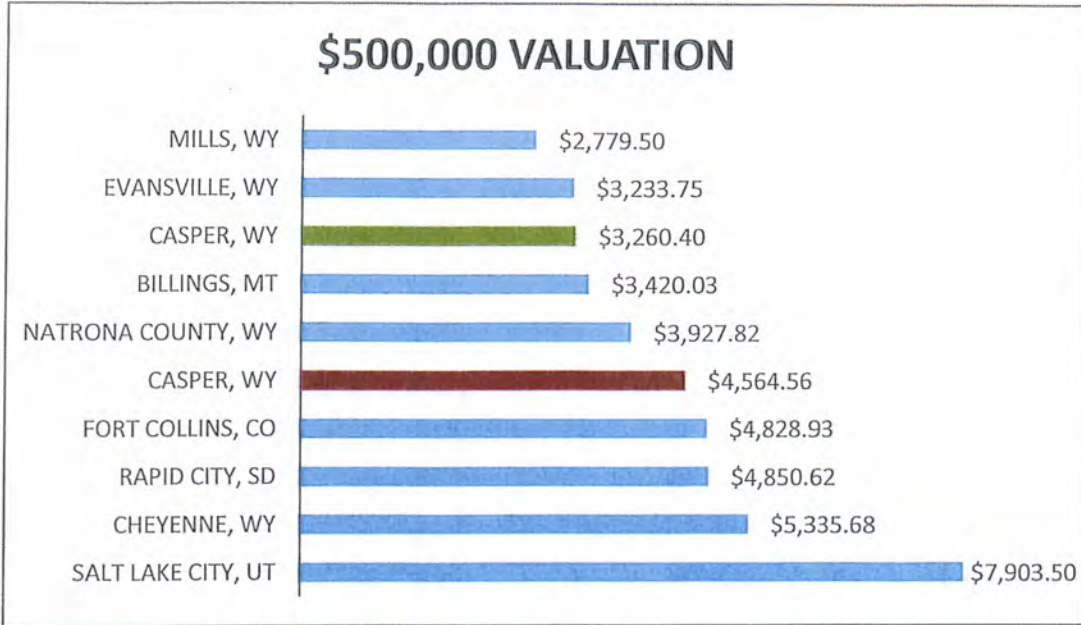 $500,000 VALUATION
MILLS, WY $2,779.50
EVANSVILLE, WY $3,233.75
CASPER, WY $3,260.40
BILLINGS, MT $3,420.03
NATRONA COUNTY, WY $3,927.82
CASPER, WY $4,564.56
FORT COLLINS, CO $4,828.93
RAPID CITY, SD $4,850.62
CHEYENNE, WY $5,335.68
SALT LAKE CITY, UT $7,903.50